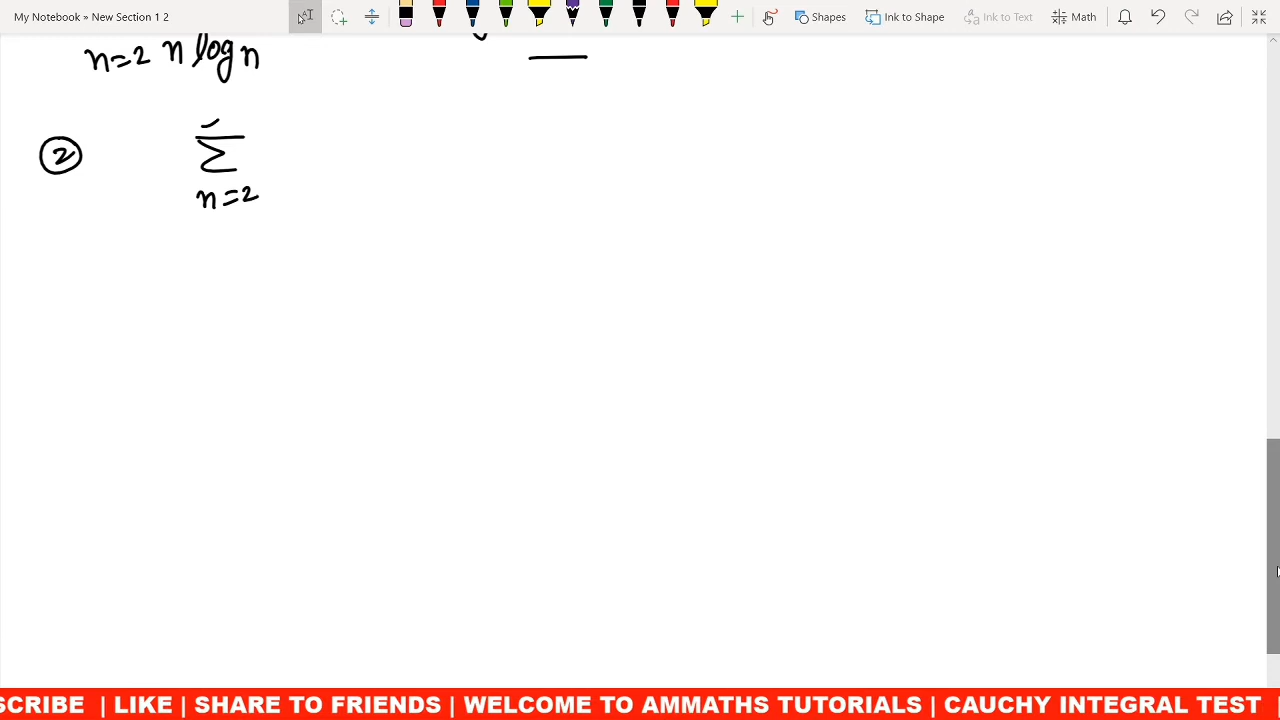 My Notebook » New Section 1 2
Shapes Ink to Shape Ink to Text Math
n=2 n log n
② Σ
n=2
SCRIBE | LIKE | SHARE TO FRIENDS | WELCOME TO AMMATHS TUTORIALS | CAUCHY INTEGRAL TEST